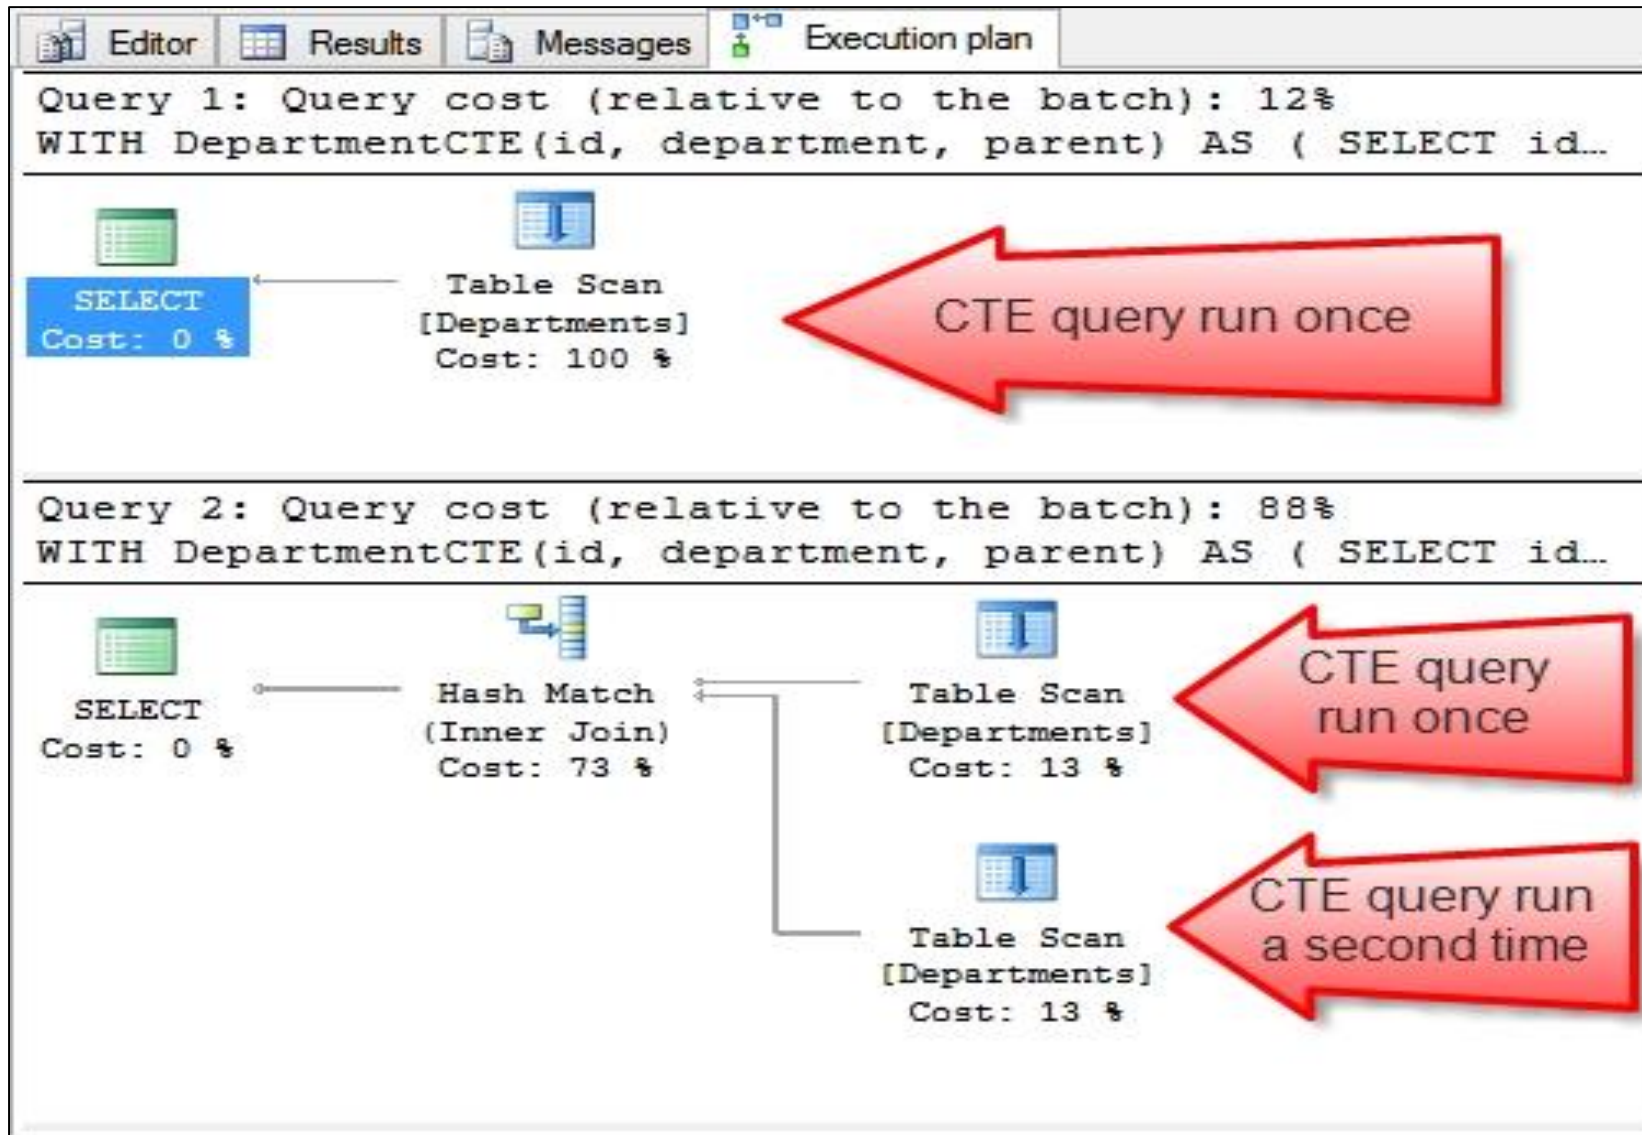 Editor Results Messages Execution plan
Query 1: Query cost (relative to the batch): 12%
WITH DepartmentCTE(id, department, parent) AS ( SELECT id…
SELECT
Cost: 0 %
Table Scan
[Departments]
Cost: 100 %
CTE query run once
Query 2: Query cost (relative to the batch): 88%
WITH DepartmentCTE(id, department, parent) AS ( SELECT id…
SELECT
Cost: 0 %
Hash Match
(Inner Join)
Cost: 73 %
Table Scan
[Departments]
Cost: 13 %
CTE query
run once
Table Scan
[Departments]
Cost: 13 %
CTE query run
a second time